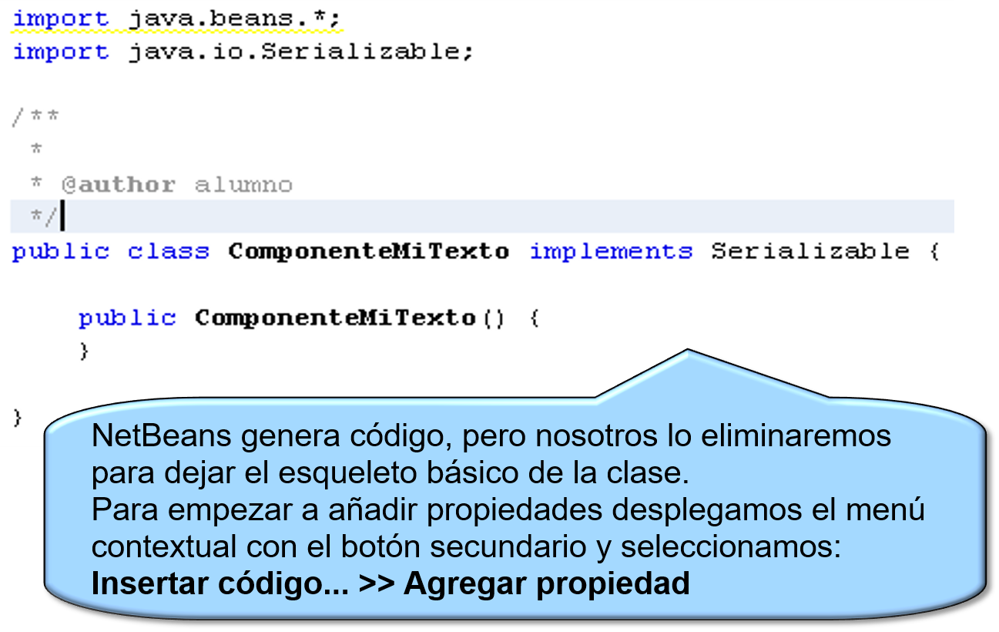 import java.beans.*;
import java.io.Serializable;
/**
*
* @author alumno
*/
public class ComponenteMiTexto implements Serializable {
public ComponenteMiTexto() {
}
}
NetBeans genera código, pero nosotros lo eliminaremos
para dejar el esqueleto básico de la clase.
Para empezar a añadir propiedades desplegamos el menú
contextual con el botón secundario y seleccionamos:
Insertar código... >> Agregar propiedad